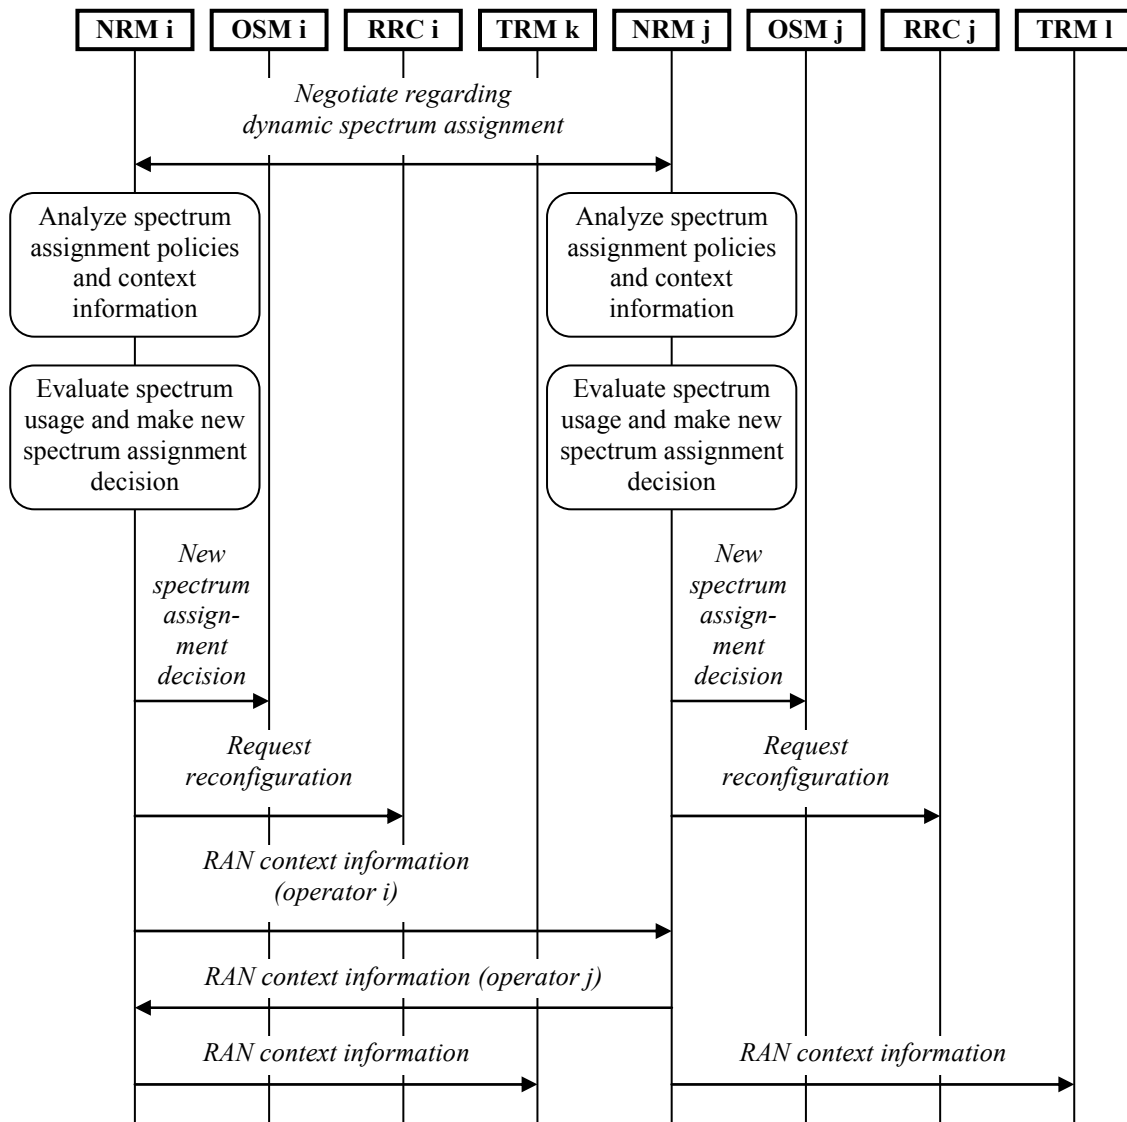 NRM i OSM i RRC i TRM k NRM j OSM j RRC j TRM l
Negotiate regarding
dynamic spectrum assignment
Analyze spectrum
assignment policies
and context
information
Analyze spectrum
assignment policies
and context
information
Evaluate spectrum
usage and make new
spectrum assignment
decision
Evaluate spectrum
usage and make new
spectrum assignment
decision
New
spectrum
assign-
ment
decision
New
spectrum
assign-
ment
decision
Request
reconfiguration
Request
reconfiguration
RAN context information
(operator i)
RAN context information (operator j)
RAN context information
RAN context information